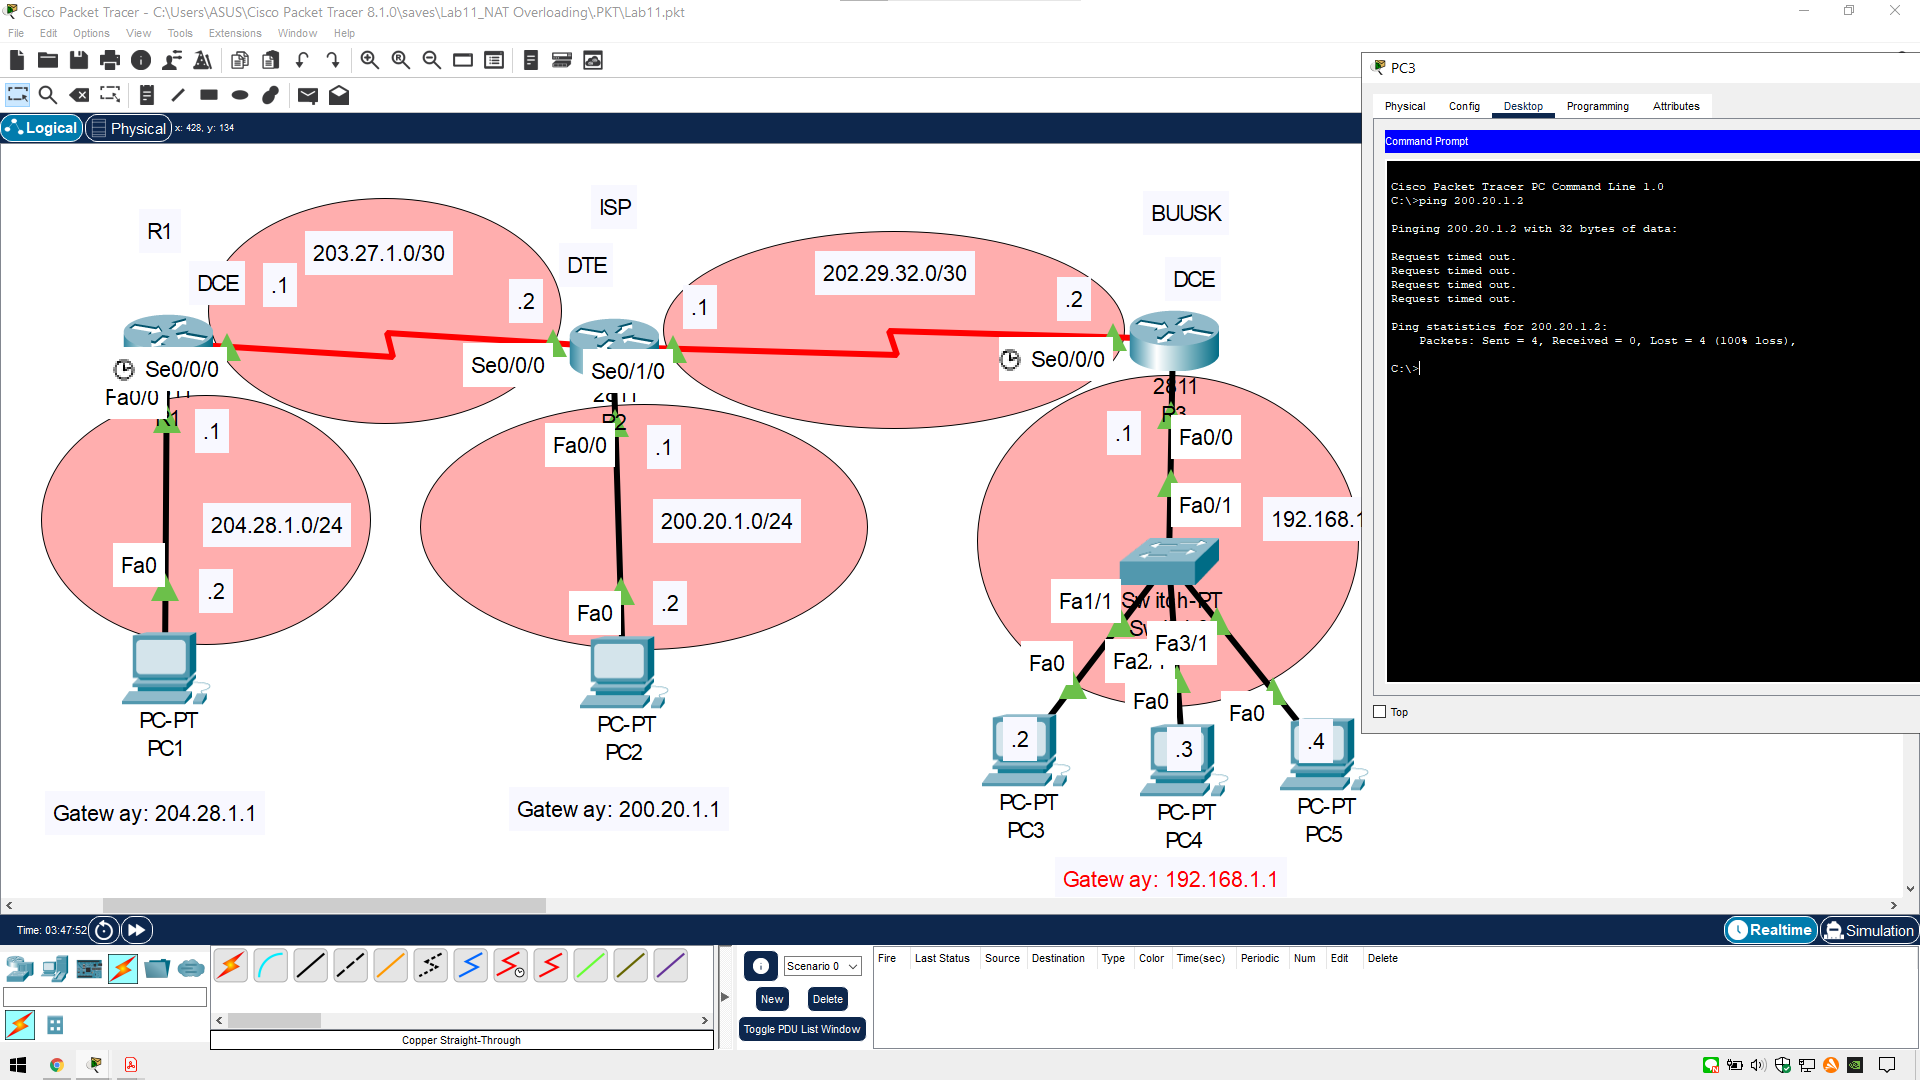 Cisco Packet Tracer - C:\Users\ASUS\Cisco Packet Tracer 8.1.0\saves\Lab11_NAT Overloading\.PKT\Lab11.pkt
File Edit Options View Tools Extensions Window Help
Logical Physical x: 428, y: 134
R1
ISP
BUUSK
203.27.1.0/30
202.29.32.0/30
DCE
.1
.2
DTE
.1
.2
DCE
Se0/0/0
Se0/0/0
Se0/1/0
Se0/0/0
Fa0/0
R1
2811
R2
2811
R3
.1
Fa0/0
.1
.1
Fa0/0
Fa0/1
204.28.1.0/24
200.20.1.0/24
192.168.1
Fa0
.2
Fa0
.2
Fa1/1
Switch-PT
Fa3/1
Fa0
Fa2/
Fa0
Fa0
PC-PT
PC1
PC-PT
PC2
.2
.3
.4
PC-PT
PC3
PC-PT
PC4
PC-PT
PC5
Gatew ay: 204.28.1.1
Gatew ay: 200.20.1.1
Gatew ay: 192.168.1.1
PC3
Physical Config Desktop Programming Attributes
Command Prompt
Cisco Packet Tracer PC Command Line 1.0
C:\>ping 200.20.1.2
Pinging 200.20.1.2 with 32 bytes of data:
Request timed out.
Request timed out.
Request timed out.
Request timed out.
Ping statistics for 200.20.1.2:
Packets: Sent = 4, Received = 0, Lost = 4 (100% loss),
C:\>
Top
Time: 03:47:52
Realtime Simulation
Scenario 0
New Delete
Toggle PDU List Window
Fire Last Status Source Destination Type Color Time(sec) Periodic Num Edit Delete
Copper Straight-Through